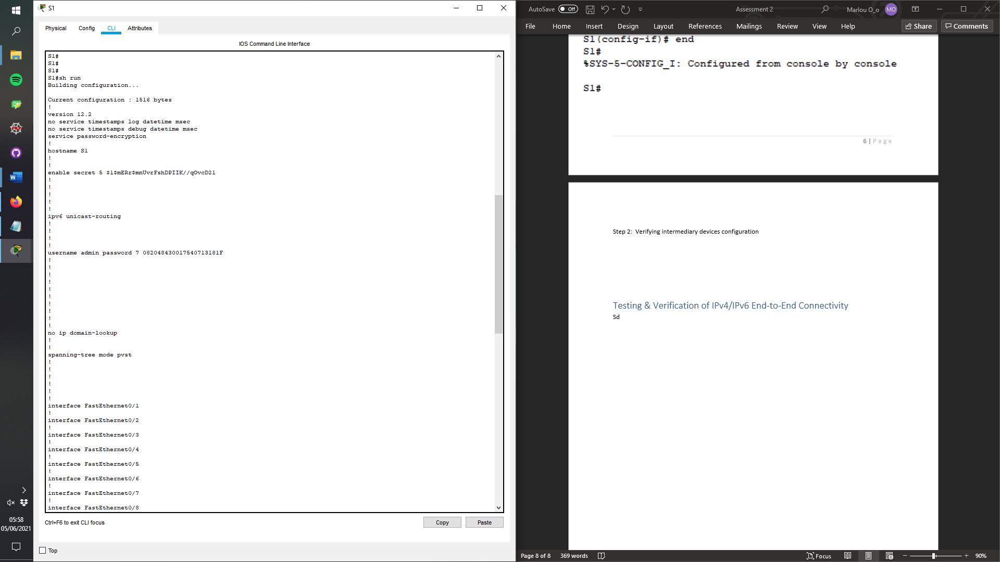 S1
Physical
Config
CLI
Attributes
IOS Command Line Interface
S1#
S1#
S1#
S1#sh run
Building configuration...
Current configuration : 1516 bytes
!
version 12.2
no service timestamps log datetime msec
no service timestamps debug datetime msec
service password-encryption
!
hostname S1
!
!
enable secret 5 $1$mERr$mnUvrFshDPIIK//qOvcD21
!
!
!
!
!
ipv6 unicast-routing
!
!
!
!
username admin password 7 082048430017540713181F
!
!
!
!
!
!
!
!
!
!
no ip domain-lookup
!
!
spanning-tree mode pvst
!
!
!
!
!
!
interface FastEthernet0/1
!
interface FastEthernet0/2
!
interface FastEthernet0/3
!
interface FastEthernet0/4
!
interface FastEthernet0/5
!
interface FastEthernet0/6
!
interface FastEthernet0/7
!
interface FastEthernet0/8
Ctrl+F6 to exit CLI focus
Copy
Paste
Top
05:58
05/06/2021
AutoSave Off
Assessment 2
Marlou O_o MO
File Home Insert Design Layout References Mailings Review View Help
Share
Comments
S1(config-if)# end
S1#
%SYS-5-CONFIG_I: Configured from console by console
S1#
6 | Page
Step 2: Verifying intermediary devices configuration
Testing & Verification of IPv4/IPv6 End-to-End Connectivity
Sd
Page 8 of 8
369 words
Focus
90%